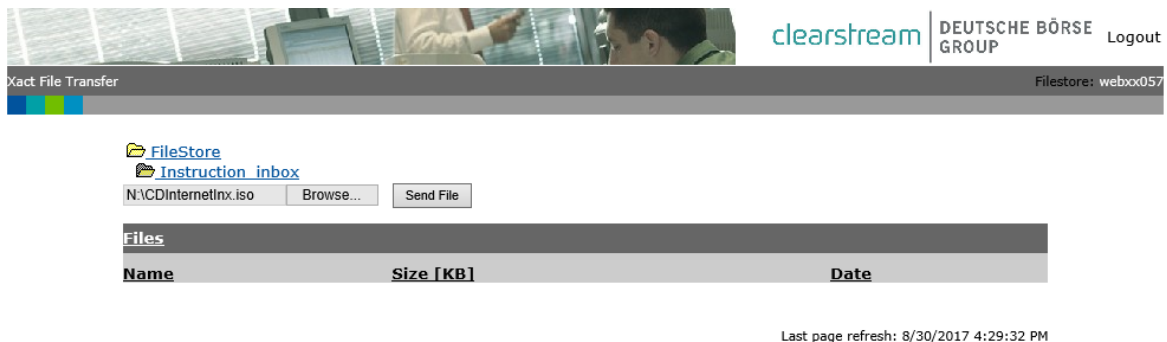 clearstream DEUTSCHE BÖRSE GROUP Logout
Xact File Transfer Filestore: webxx057
FileStore
Instruction_inbox
N:\CDInternetInx.iso Browse... Send File
Files
Name Size [KB] Date
Last page refresh: 8/30/2017 4:29:32 PM